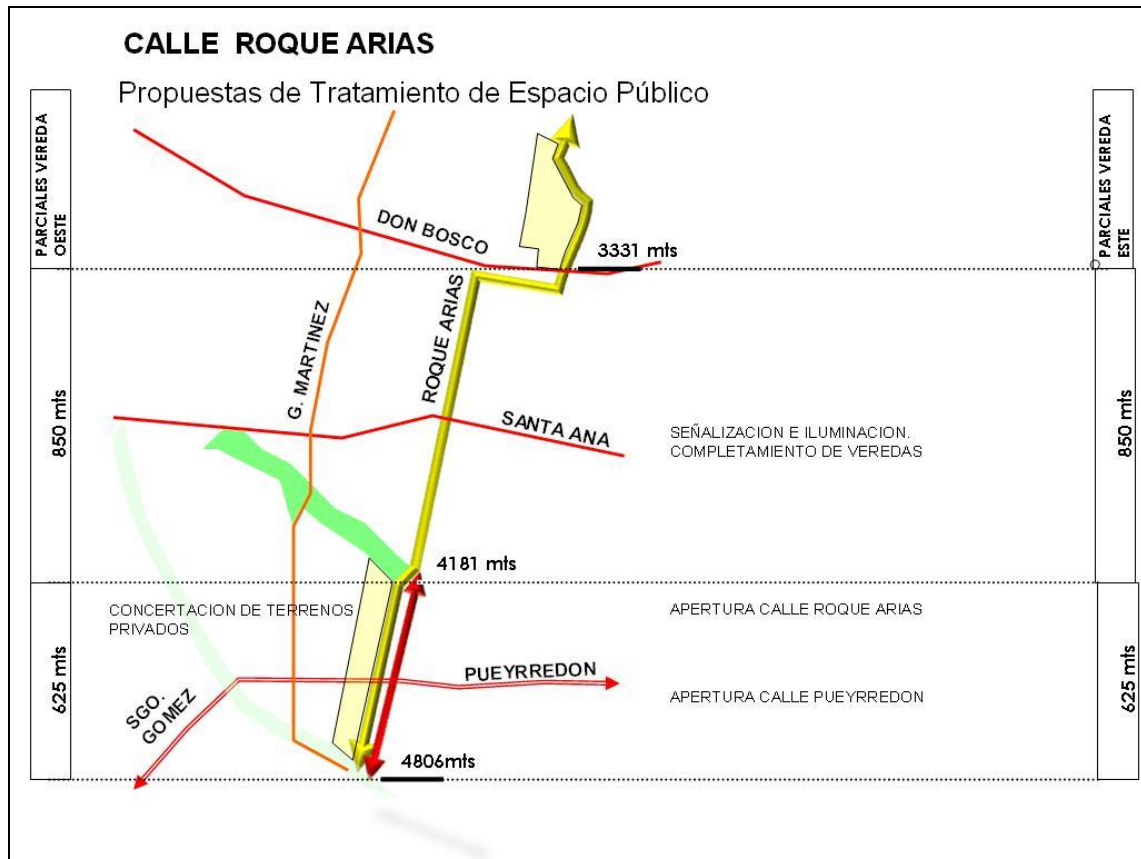 CALLE ROQUE ARIAS
Propuestas de Tratamiento de Espacio Público
PARCIALES VEREDA
OESTE
PARCIALES VEREDA
ESTE
DON BOSCO
3331 mts
G. MARTINEZ
ROQUE ARIAS
SANTA ANA
850 mts
SEÑALIZACION E ILUMINACION.
COMPLETAMIENTO DE VEREDAS
850 mts
4181 mts
CONCERTACION DE TERRENOS
PRIVADOS
APERTURA CALLE ROQUE ARIAS
625 mts
SGO.
GOMEZ
PUEYRREDON
APERTURA CALLE PUEYRREDON
625 mts
4806mts